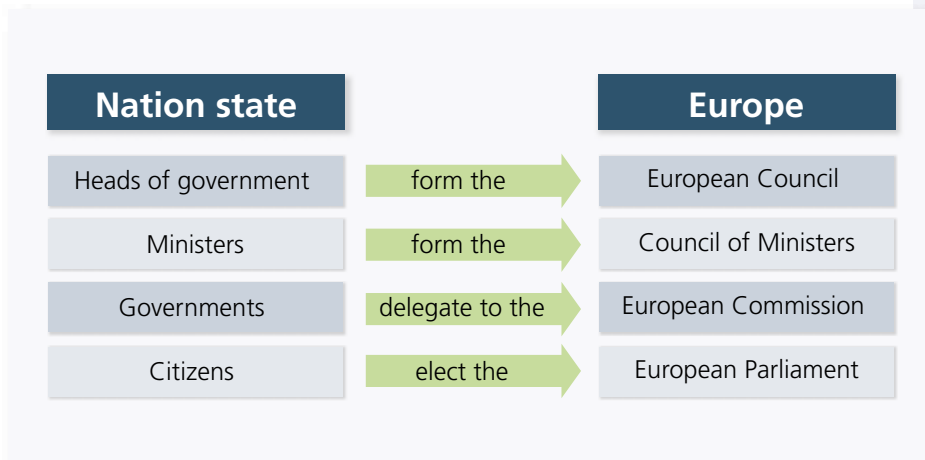 Nation state
Europe
Heads of government
form the
European Council
Ministers
form the
Council of Ministers
Governments
delegate to the
European Commission
Citizens
elect the
European Parliament